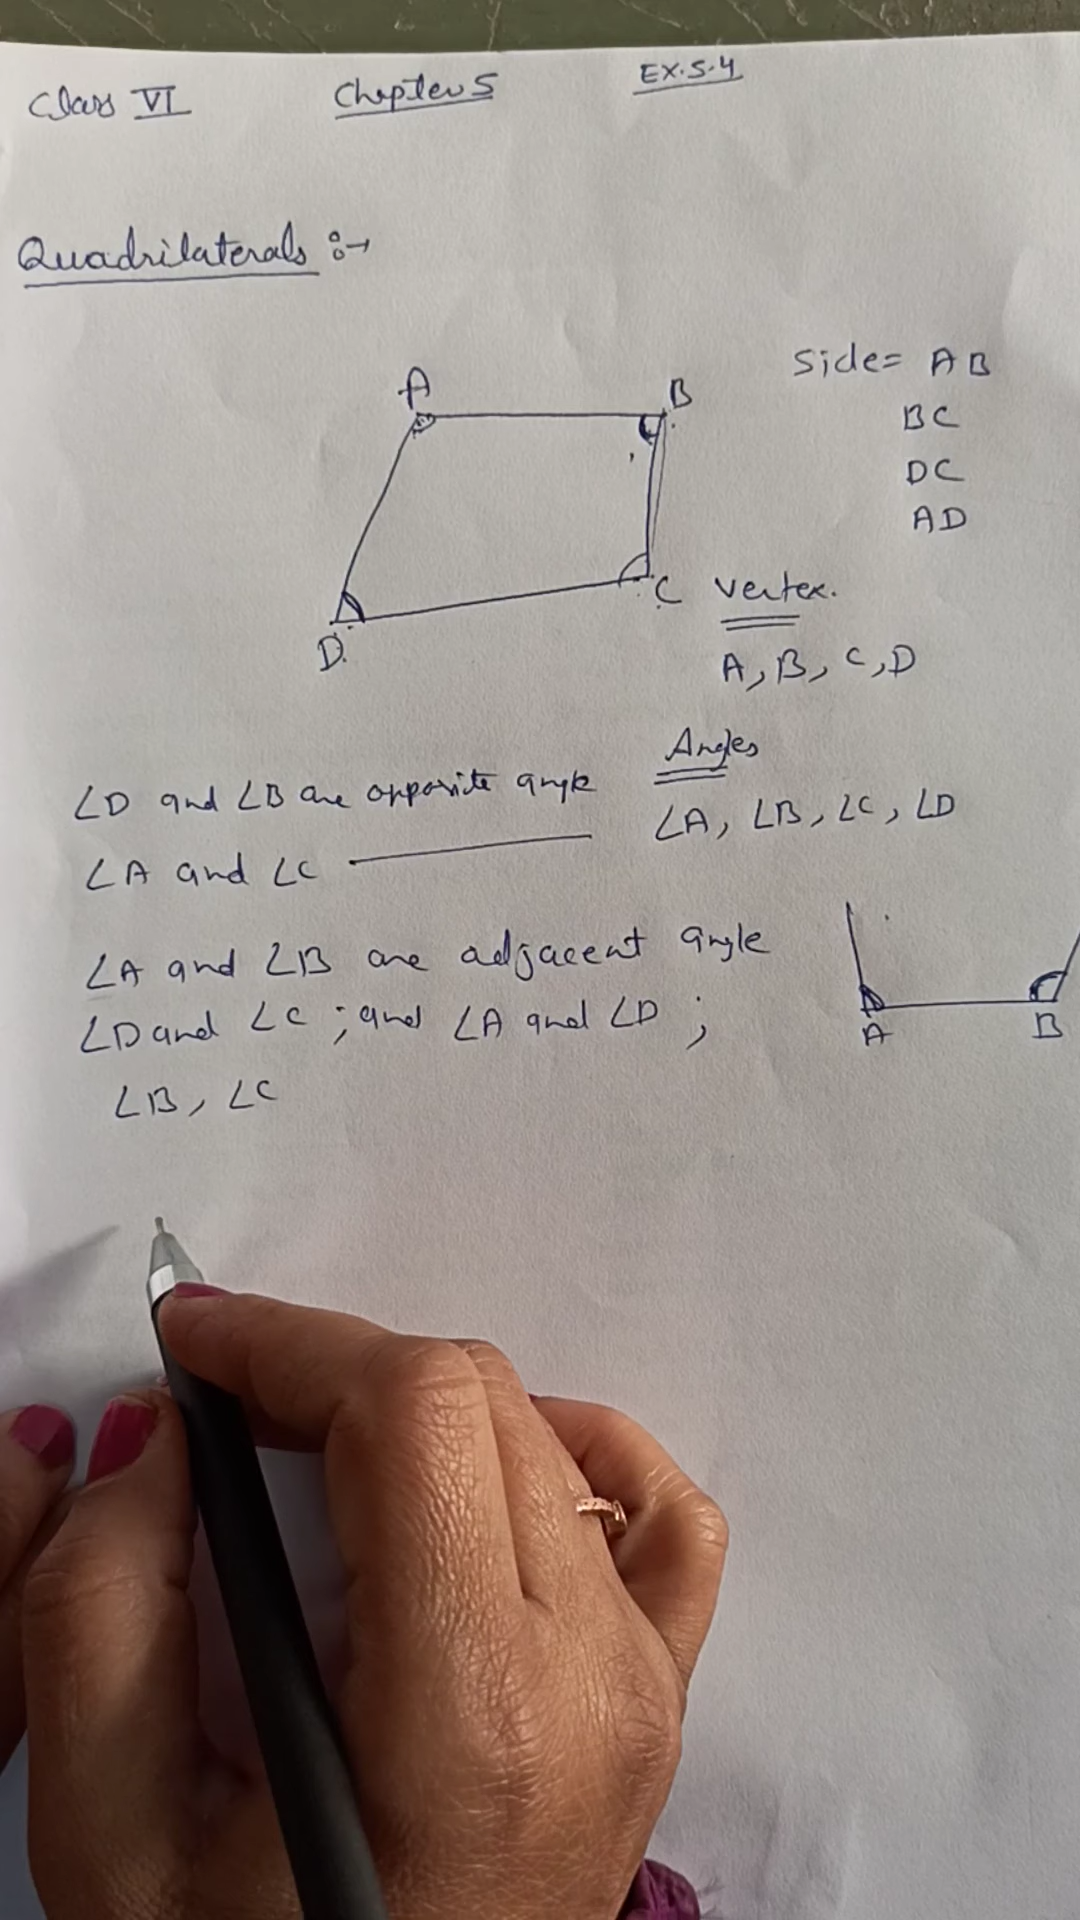 Class VI Chapter 5 EX.5.4
Quadrilaterals :→
A
B
C
D.
Side= AB
BC
DC
AD
Vertex.
A, B, C, D
Angles
∠A, ∠B, ∠C, ∠D
∠D and ∠B are opposite angle
∠A and ∠C ———
∠A and ∠B are adjacent angle
∠D and ∠C ; and ∠A and ∠D ;
∠B, ∠C
A B